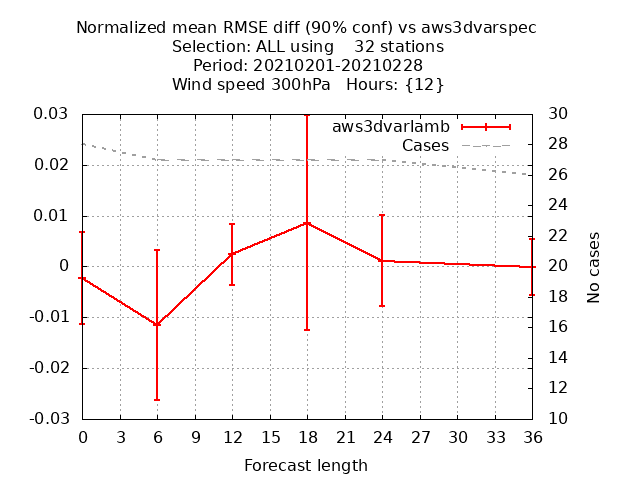 Normalized mean RMSE diff (90% conf) vs aws3dvarspec
Selection: ALL using    32 stations
Period: 20210201-20210228
Wind speed 300hPa   Hours: {12}
aws3dvarlamb
Cases
0.03
0.02
0.01
0
-0.01
-0.02
-0.03
30
28
26
24
22
20
18
16
14
12
10
No cases
0 3 6 9 12 15 18 21 24 27 30 33 36
Forecast length